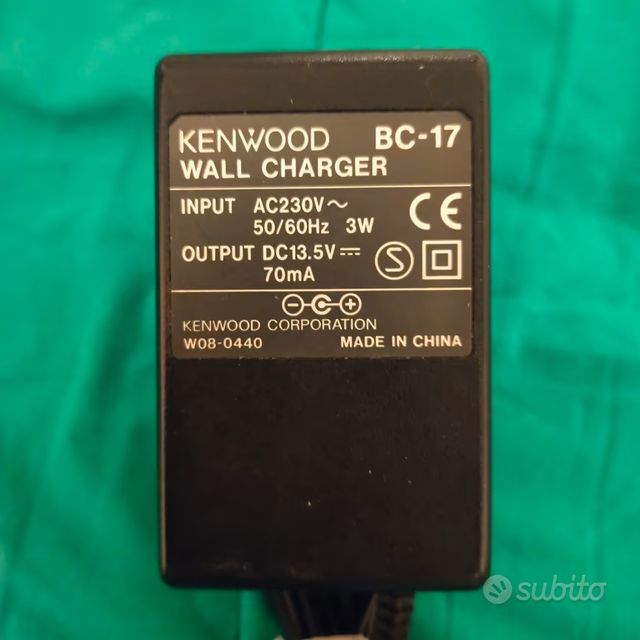 KENWOOD BC-17
WALL CHARGER
INPUT AC230V~
50/60Hz 3W
CE
OUTPUT DC13.5V⎓
70mA
S
KENWOOD CORPORATION
W08-0440 MADE IN CHINA
subito